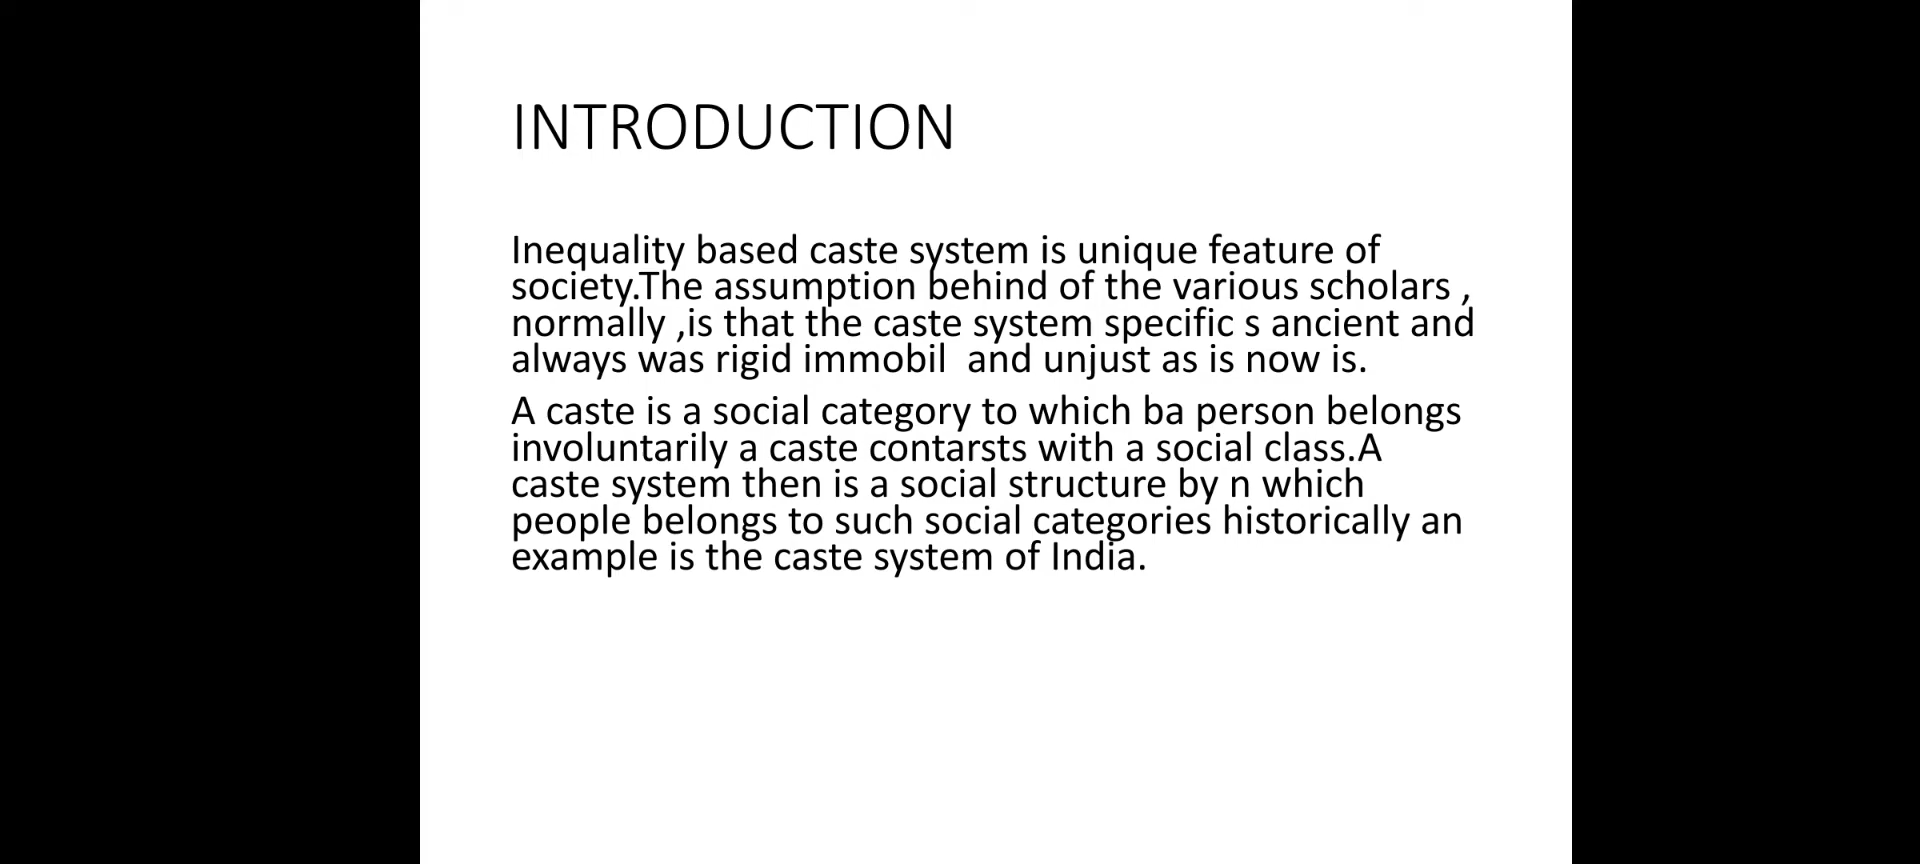 INTRODUCTION
Inequality based caste system is unique feature of
society.The assumption behind of the various scholars ,
normally ,is that the caste system specific s ancient and
always was rigid immobil  and unjust as is now is.
A caste is a social category to which ba person belongs
involuntarily a caste contarsts with a social class.A
caste system then is a social structure by n which
people belongs to such social categories historically an
example is the caste system of India.